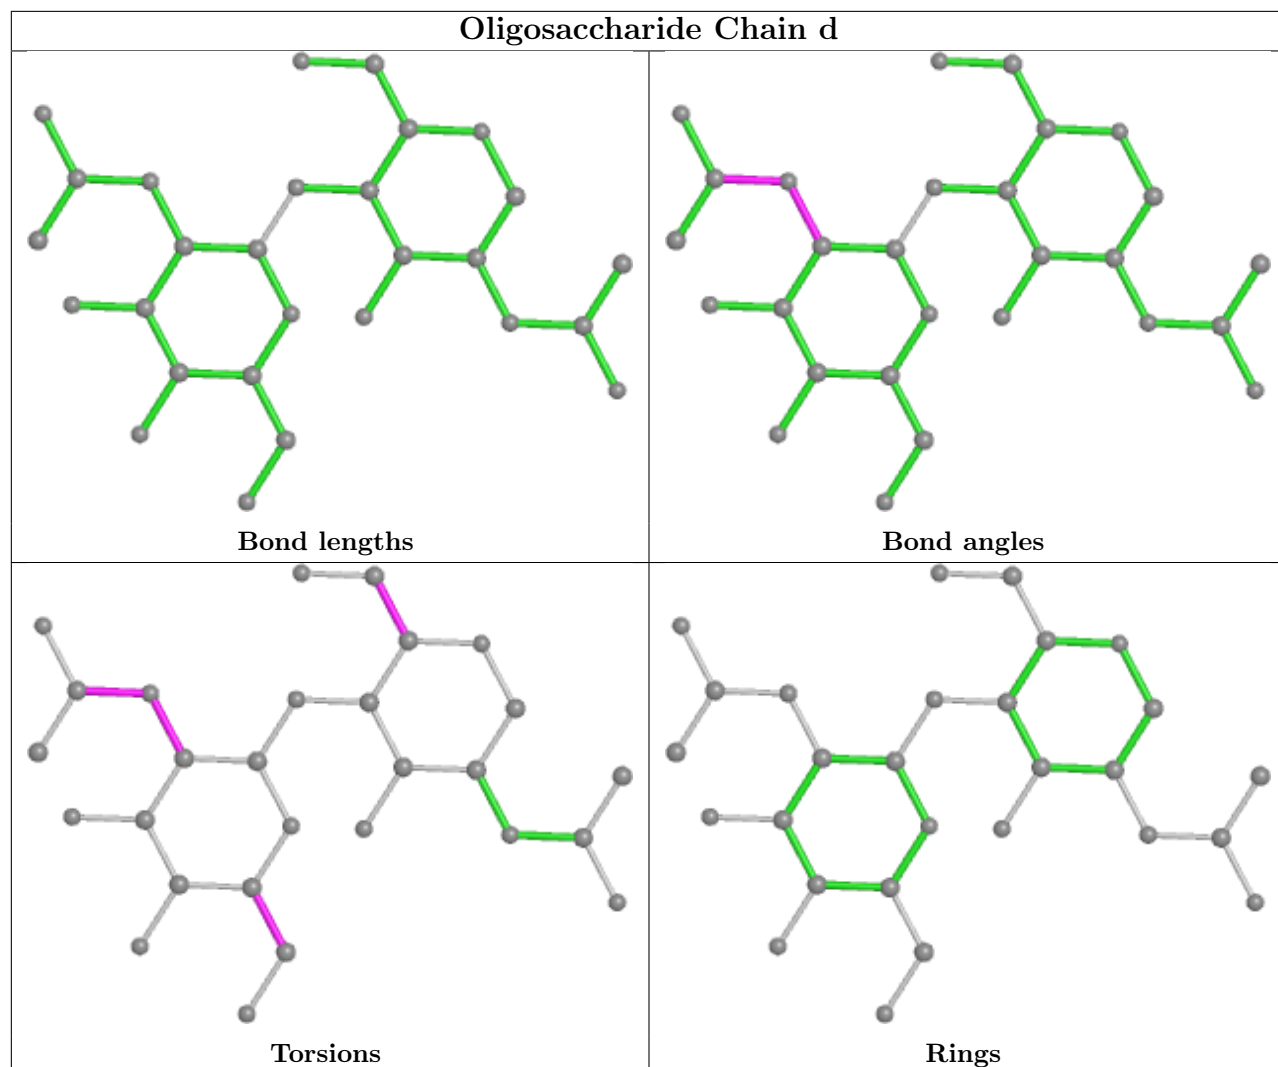 Oligosaccharide Chain d
Bond lengths
Bond angles
Torsions
Rings